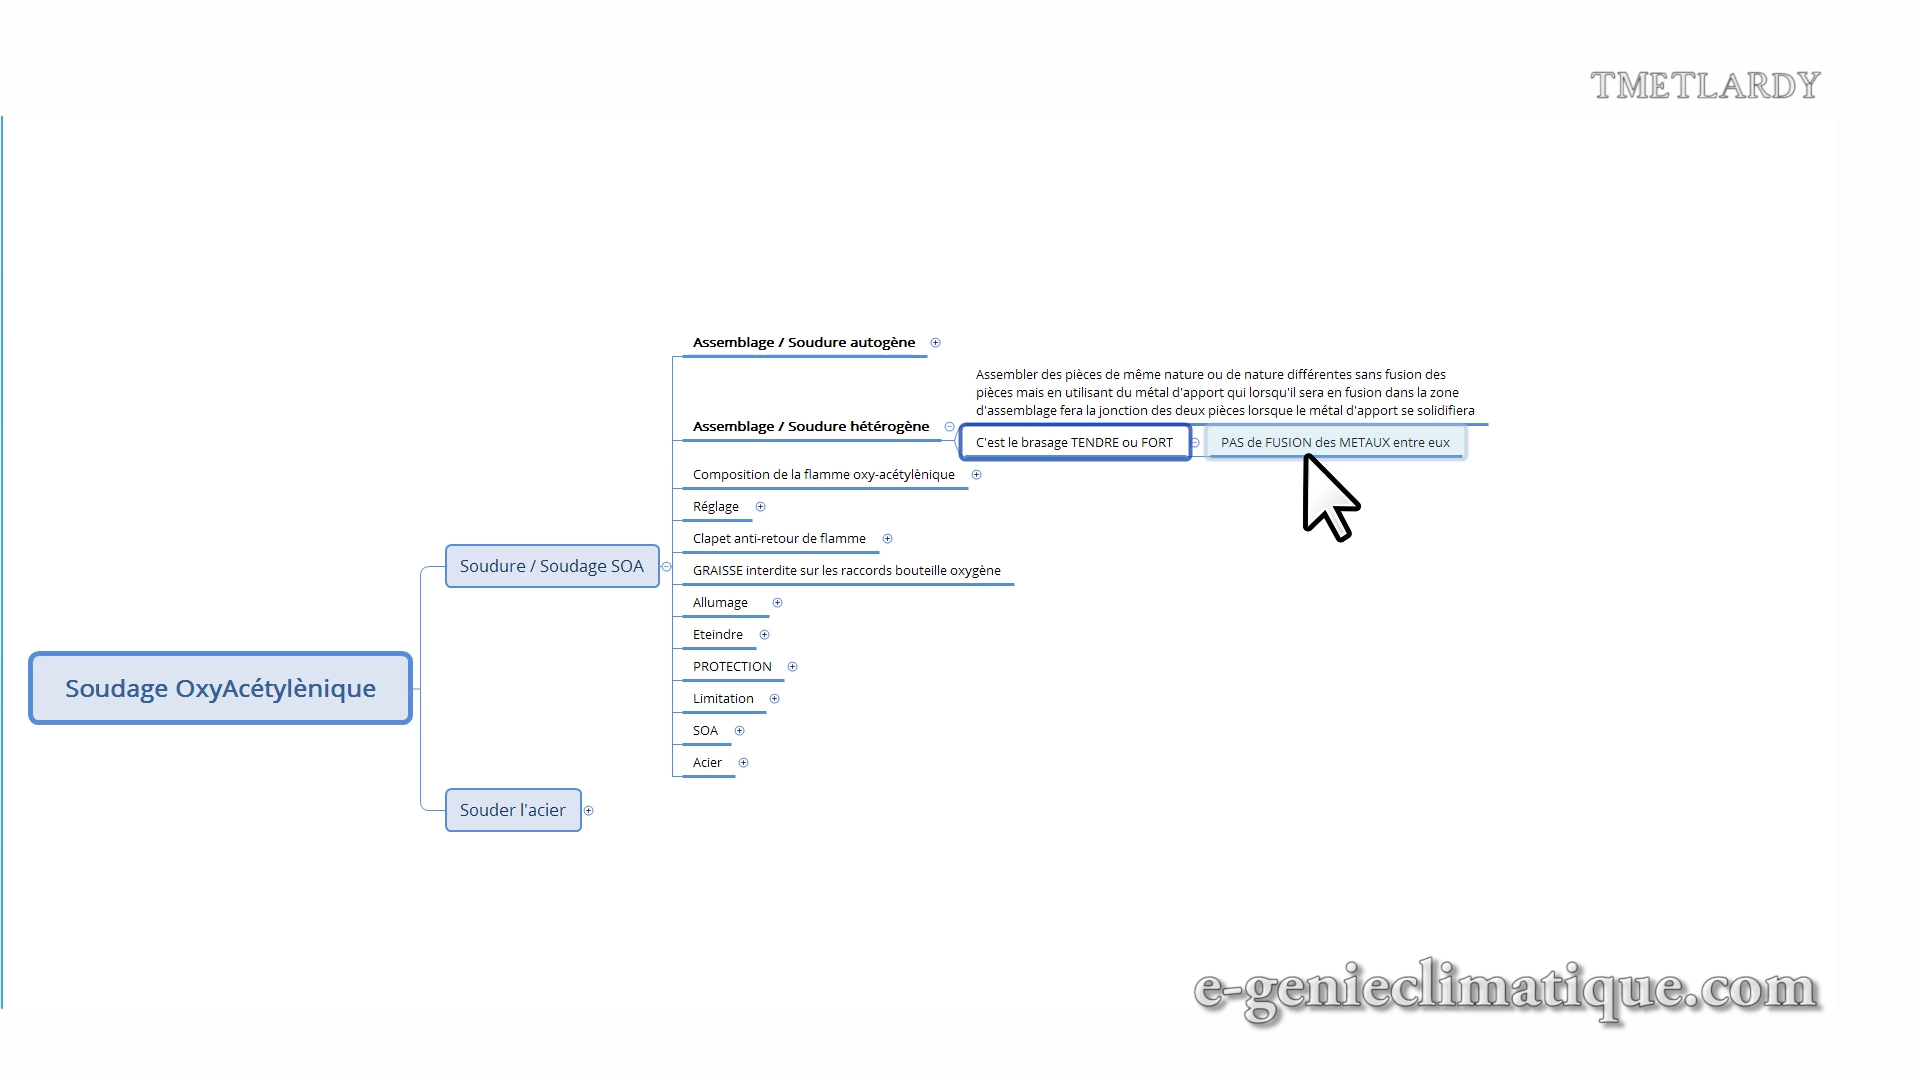 TMETLARDY
Assemblage / Soudure autogène
Assembler des pièces de même nature ou de nature différentes sans fusion des
pièces mais en utilisant du métal d'apport qui lorsqu'il sera en fusion dans la zone
d'assemblage fera la jonction des deux pièces lorsque le métal d'apport se solidifiera
Assemblage / Soudure hétérogène
C'est le brasage TENDRE ou FORT
PAS de FUSION des METAUX entre eux
Composition de la flamme oxy-acétylènique
Réglage
Clapet anti-retour de flamme
Soudure / Soudage SOA
GRAISSE interdite sur les raccords bouteille oxygène
Allumage
Eteindre
PROTECTION
Soudage OxyAcétylènique
Limitation
SOA
Acier
Souder l'acier
e-genieclimatique.com